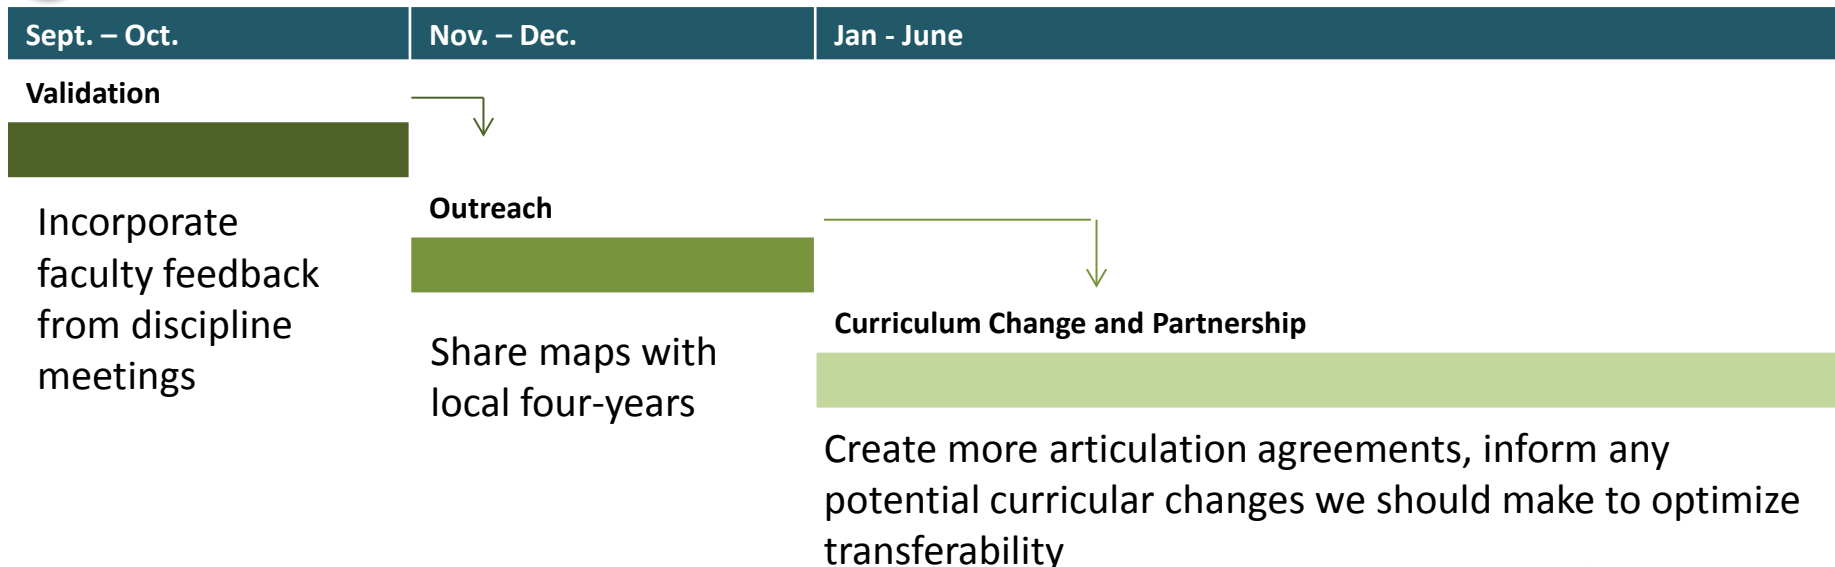 Sept. – Oct.
Nov. – Dec.
Jan - June
Validation
Incorporate
faculty feedback
from discipline
meetings
Outreach
Share maps with
local four-years
Curriculum Change and Partnership
Create more articulation agreements, inform any
potential curricular changes we should make to optimize
transferability